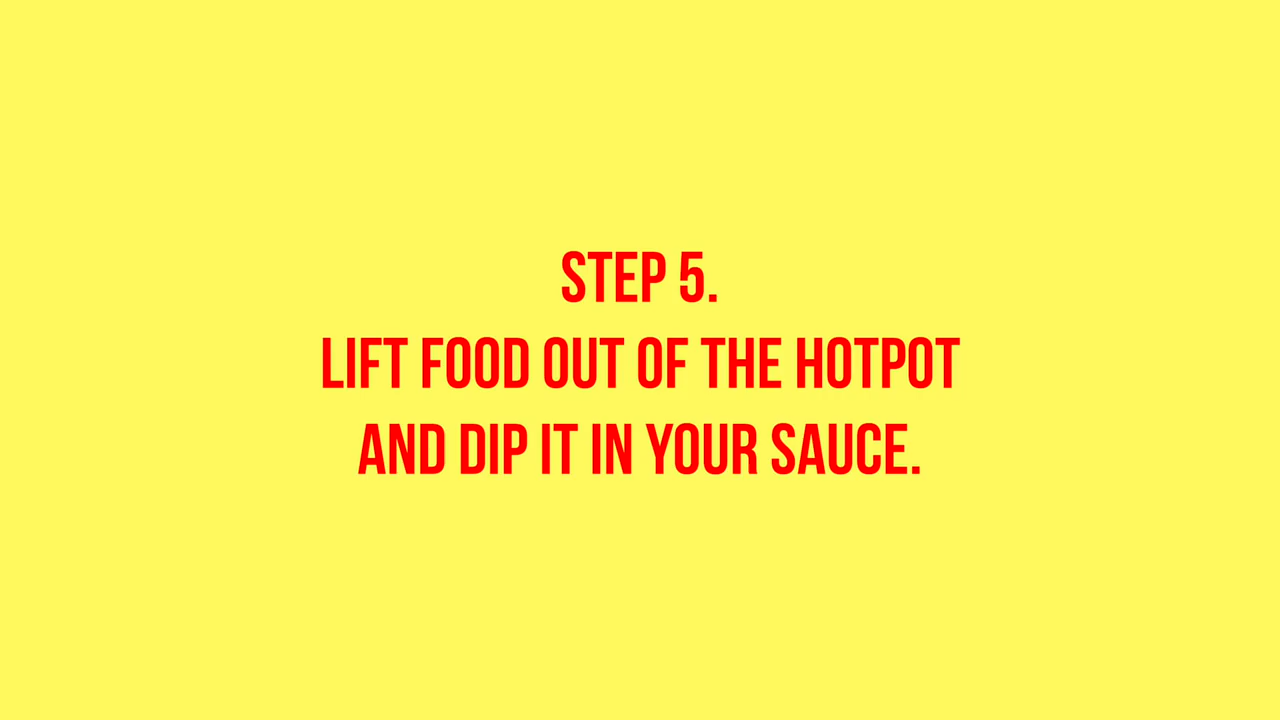 STEP 5.
LIFT FOOD OUT OF THE HOTPOT
AND DIP IT IN YOUR SAUCE.